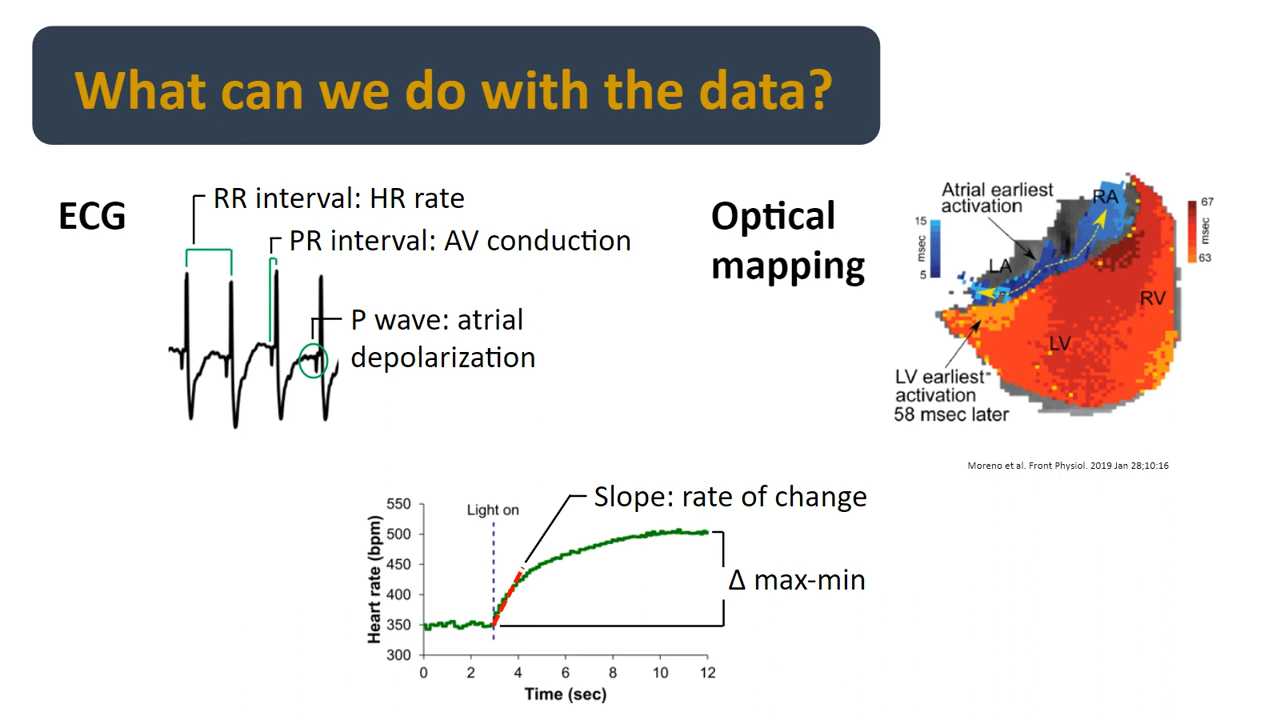 What can we do with the data?
ECG
RR interval: HR rate
PR interval: AV conduction
P wave: atrial
depolarization
Optical
mapping
Atrial earliest
activation
RA
15
msec
5
67
msec
63
LA
RV
LV
LV earliest
activation
58 msec later
Moreno et al. Front Physiol. 2019 Jan 28;10:16
Slope: rate of change
Light on
Δ max-min
Heart rate (bpm)
550
500
450
400
350
300
0 2 4 6 8 10 12
Time (sec)